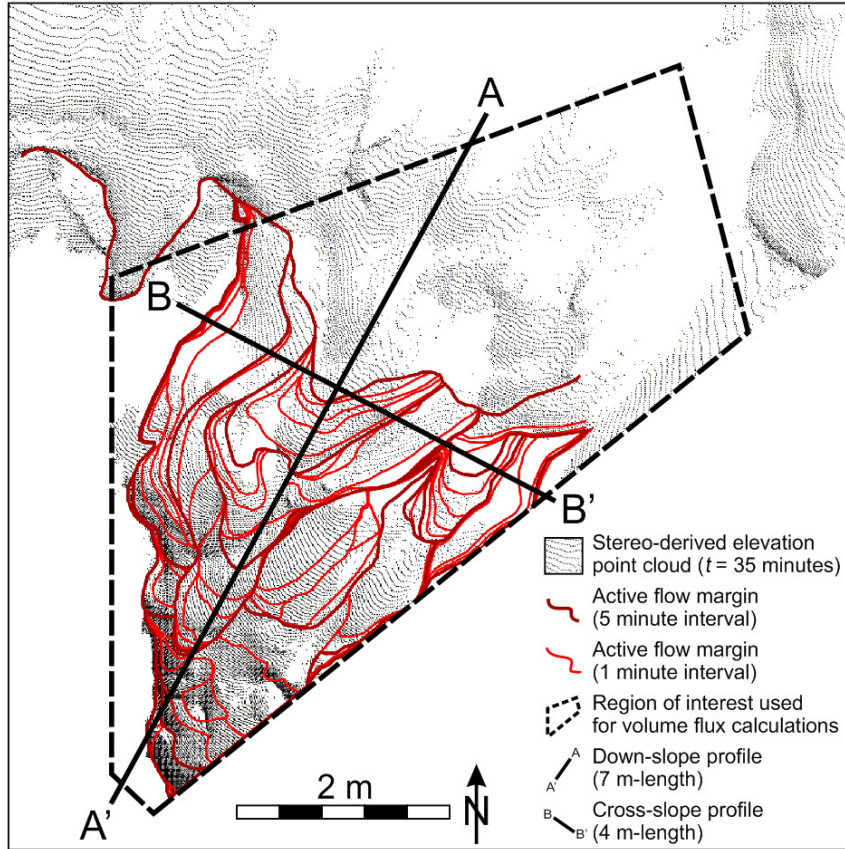 A
B
B'
Stereo-derived elevation
point cloud (t = 35 minutes)
Active flow margin
(5 minute interval)
Active flow margin
(1 minute interval)
Region of interest used
for volume flux calculations
A
A'
Down-slope profile
(7 m-length)
B
B'
Cross-slope profile
(4 m-length)
2 m
N
A'